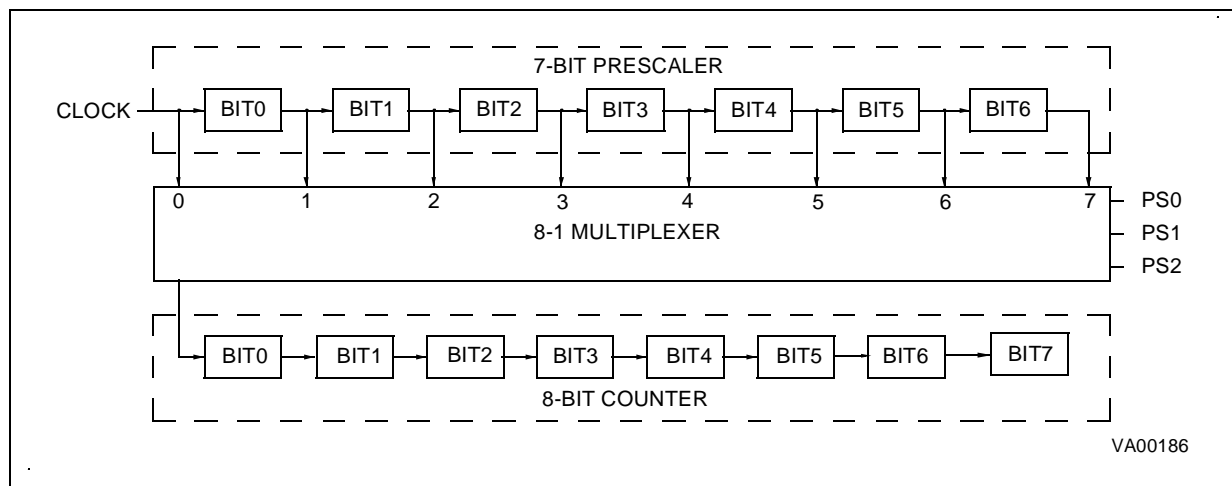 7-BIT PRESCALER
CLOCK BIT0 BIT1 BIT2 BIT3 BIT4 BIT5 BIT6
0 1 2 3 4 5 6 7 PS0
8-1 MULTIPLEXER PS1
PS2
BIT0 BIT1 BIT2 BIT3 BIT4 BIT5 BIT6 BIT7
8-BIT COUNTER
VA00186